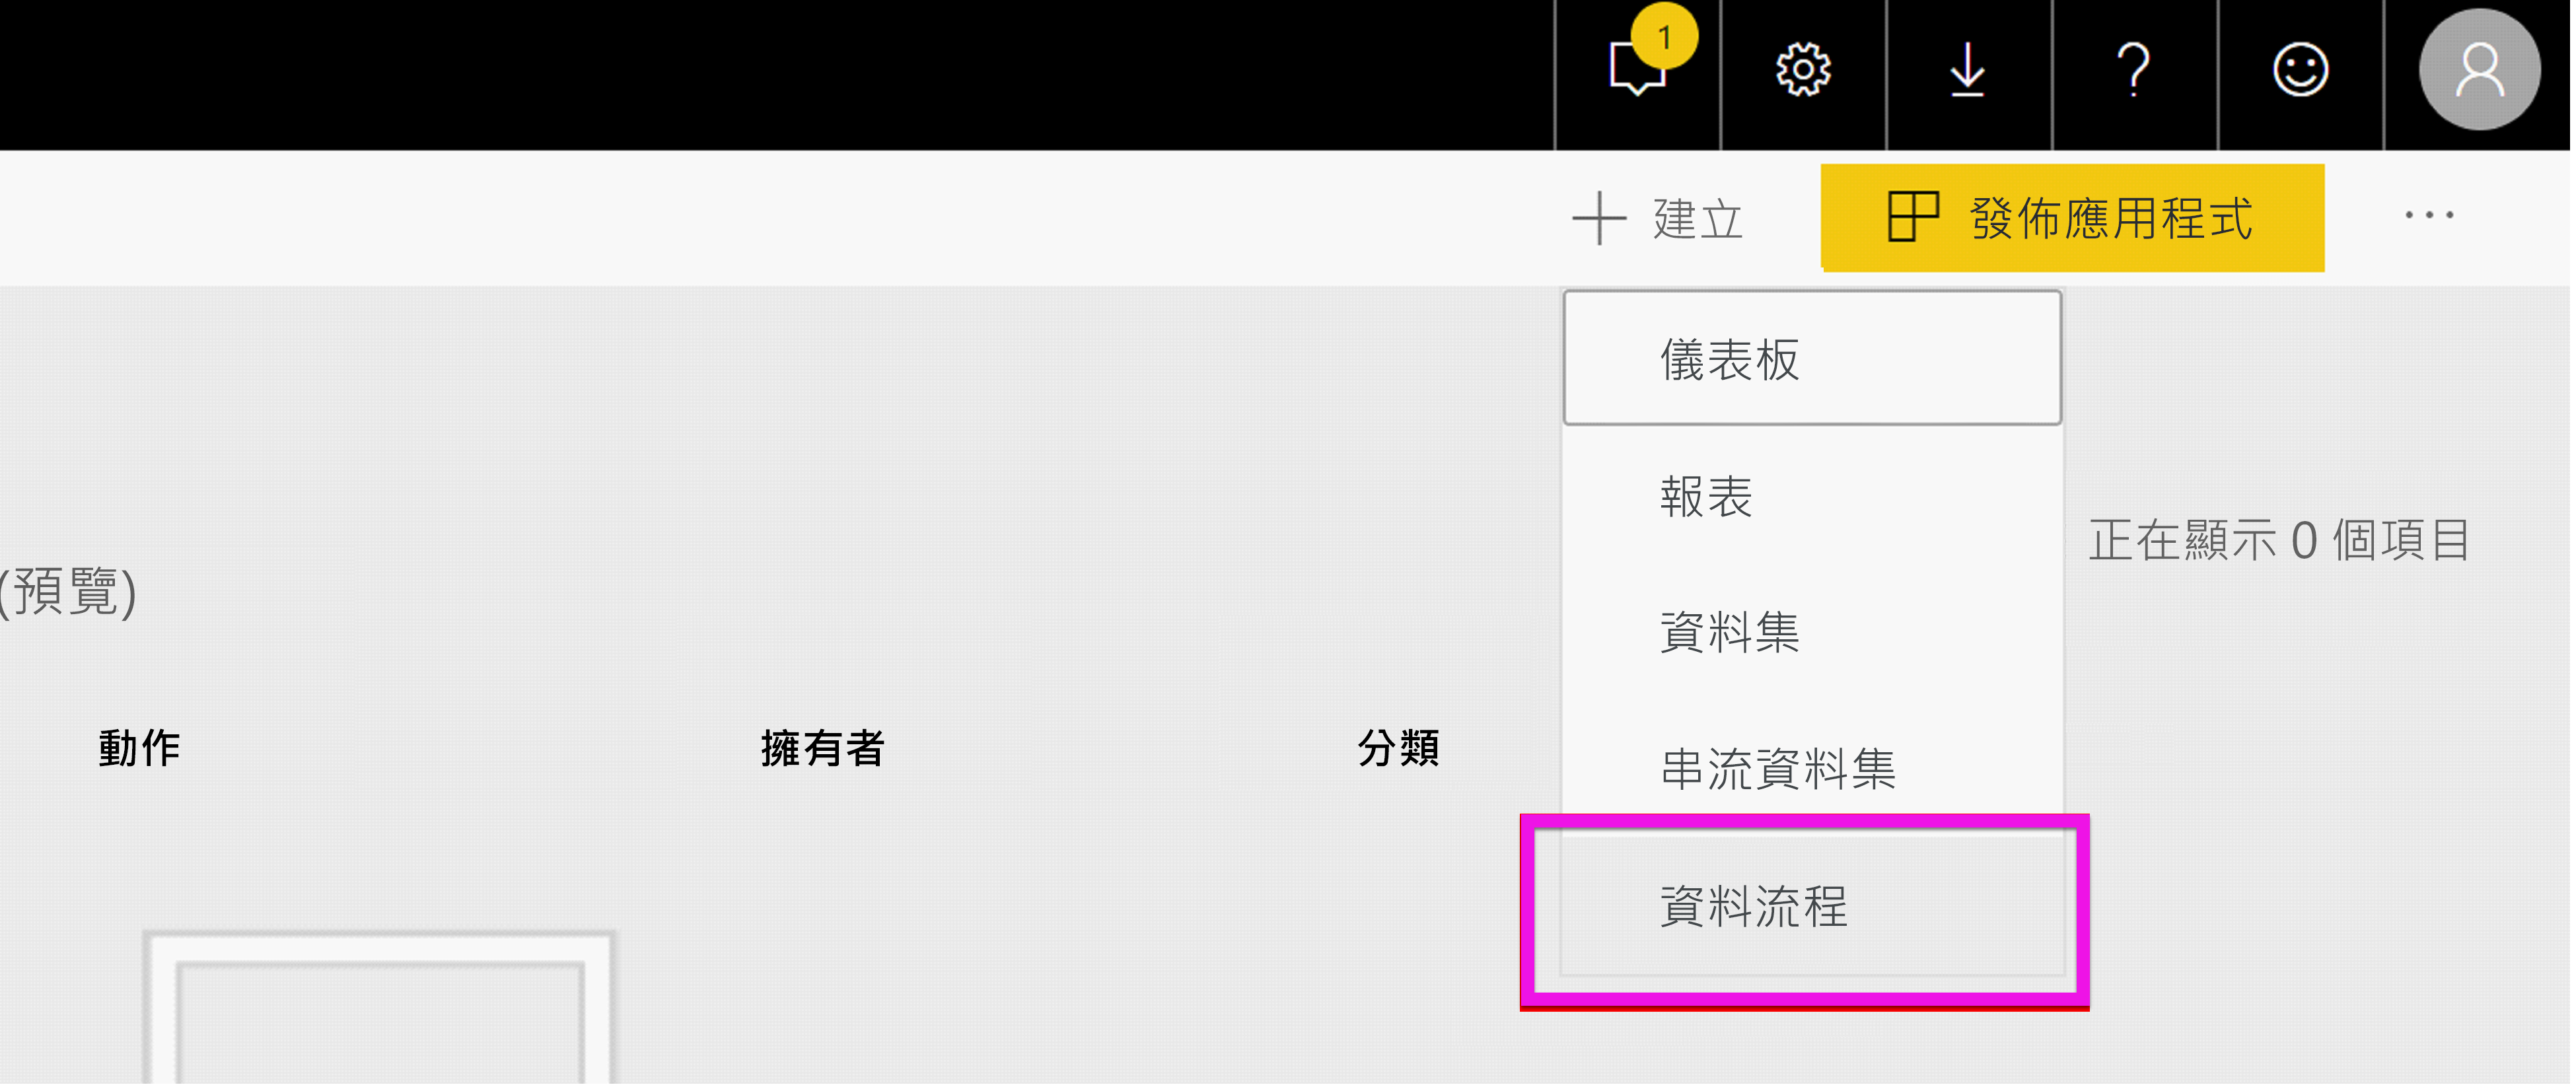 1
?
建立
發佈應用程式
儀表板
報表
正在顯示 0 個項目
(預覽)
資料集
動作
擁有者
分類
串流資料集
資料流程